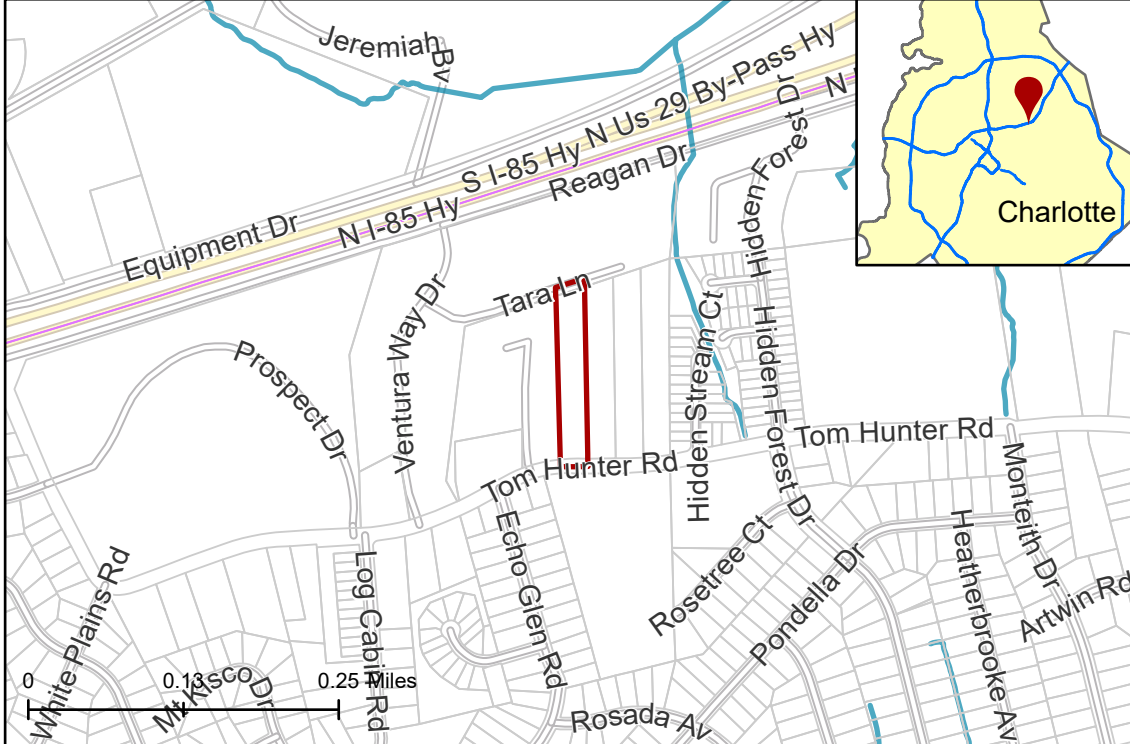 Jeremiah Bv
S I-85 Hy N Us 29 By-Pass Hy
N
Hidden Forest Dr
Reagan Dr
Charlotte
N I-85 Hy
Equipment Dr
Tara Ln
Ventura Way Dr
Hidden Stream Ct
Hidden Forest Dr
Prospect Dr
Tom Hunter Rd
Tom Hunter Rd
Monteith Dr
Echo Glen Rd
Heatherbrooke Av
Rosetree Ct
Pondella Dr
Log Cabin Rd
White Plains Rd
Artwin Rd
Mt Kisco Dr
Rosada Av
0 0.13 0.25 Miles